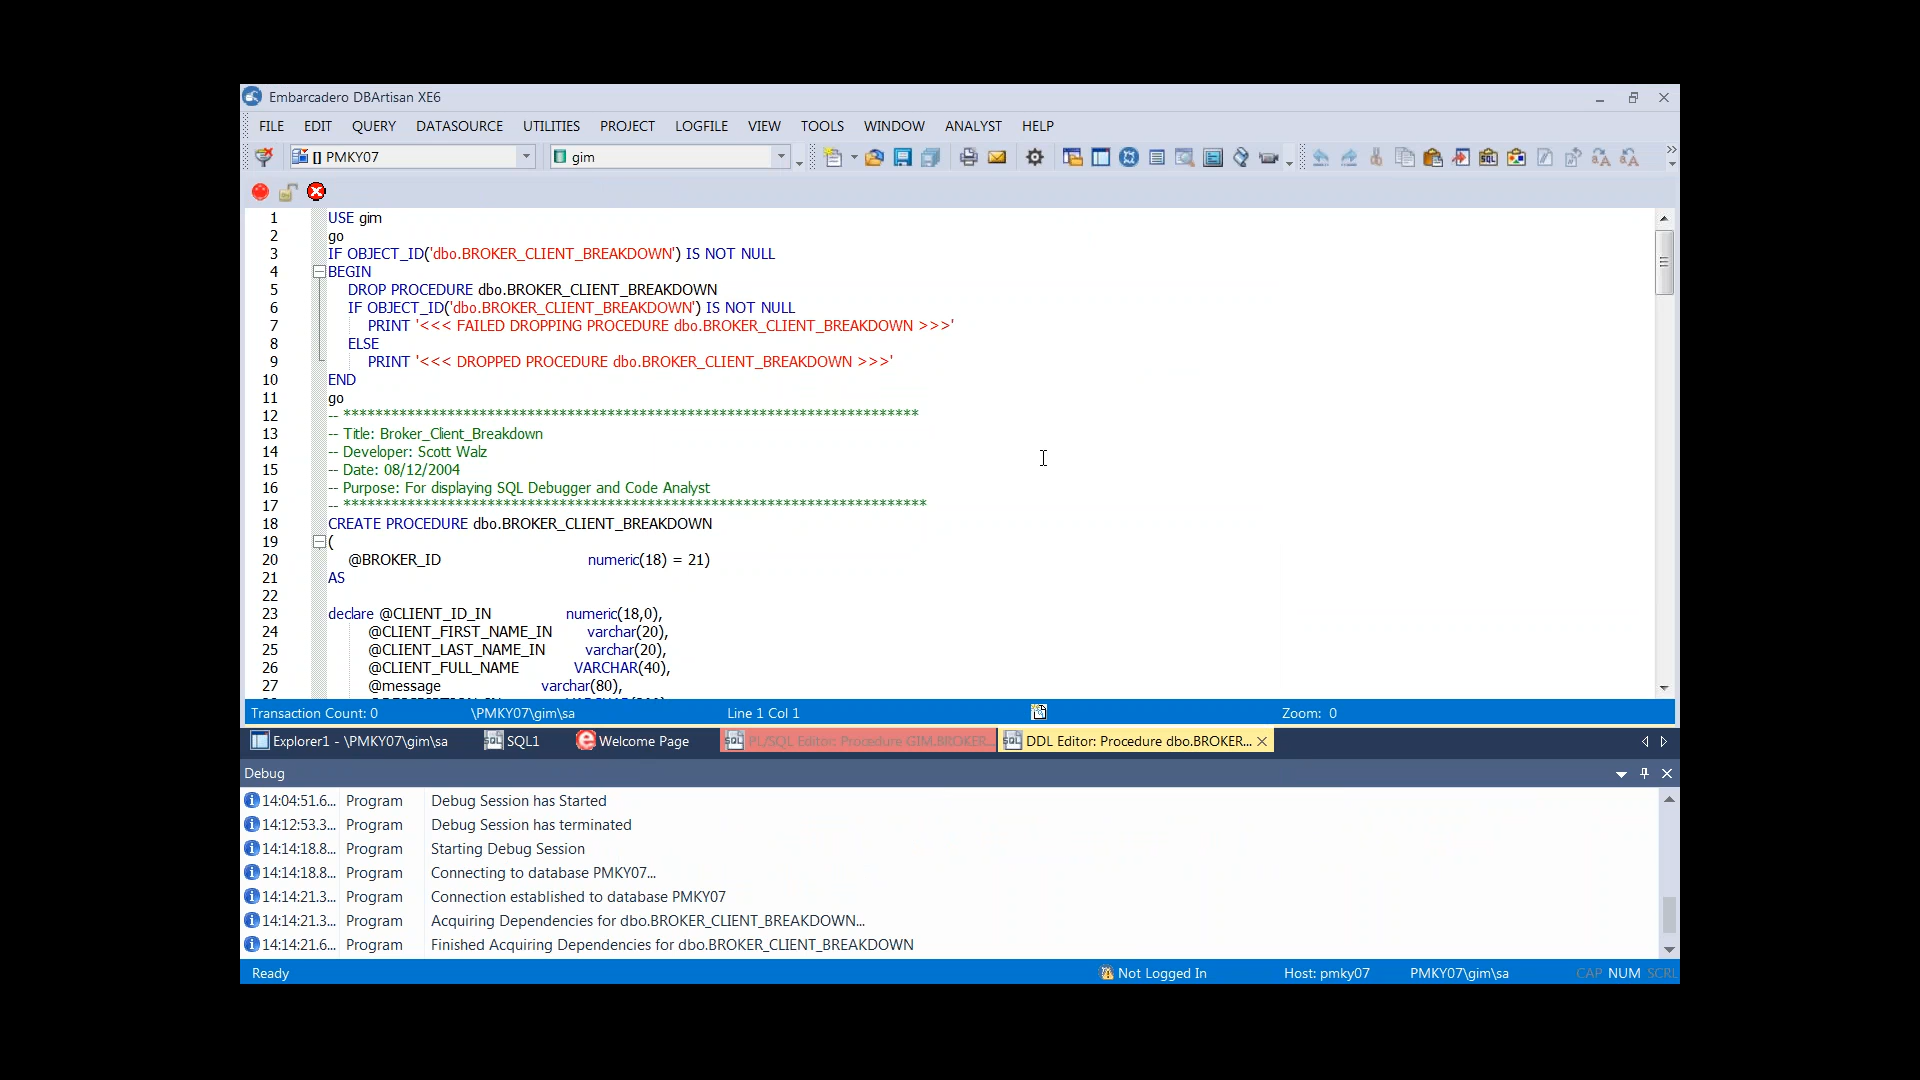 Embarcadero DBArtisan XE6
FILE EDIT QUERY DATASOURCE UTILITIES PROJECT LOGFILE VIEW TOOLS WINDOW ANALYST HELP
[] PMKY07 gim
1 USE gim
2 go
3 IF OBJECT_ID('dbo.BROKER_CLIENT_BREAKDOWN') IS NOT NULL
4 BEGIN
5 DROP PROCEDURE dbo.BROKER_CLIENT_BREAKDOWN
6 IF OBJECT_ID('dbo.BROKER_CLIENT_BREAKDOWN') IS NOT NULL
7 PRINT '<<< FAILED DROPPING PROCEDURE dbo.BROKER_CLIENT_BREAKDOWN >>>'
8 ELSE
9 PRINT '<<< DROPPED PROCEDURE dbo.BROKER_CLIENT_BREAKDOWN >>>'
10 END
11 go
12 -- ************************************************************************
13 -- Title: Broker_Client_Breakdown
14 -- Developer: Scott Walz
15 -- Date: 08/12/2004
16 -- Purpose: For displaying SQL Debugger and Code Analyst
17 -- *************************************************************************
18 CREATE PROCEDURE dbo.BROKER_CLIENT_BREAKDOWN
19 (
20 @BROKER_ID numeric(18) = 21)
21 AS
22
23 declare @CLIENT_ID_IN numeric(18,0),
24 @CLIENT_FIRST_NAME_IN varchar(20),
25 @CLIENT_LAST_NAME_IN varchar(20),
26 @CLIENT_FULL_NAME VARCHAR(40),
27 @message varchar(80),
Transaction Count: 0 \PMKY07\gim\sa Line 1 Col 1 Zoom: 0
Explorer1 - \PMKY07\gim\sa SQL1 Welcome Page PL/SQL Editor: Procedure GIM.BROKER... DDL Editor: Procedure dbo.BROKER...
Debug
14:04:51.6... Program Debug Session has Started
14:12:53.3... Program Debug Session has terminated
14:14:18.8... Program Starting Debug Session
14:14:18.8... Program Connecting to database PMKY07...
14:14:21.3... Program Connection established to database PMKY07
14:14:21.3... Program Acquiring Dependencies for dbo.BROKER_CLIENT_BREAKDOWN...
14:14:21.6... Program Finished Acquiring Dependencies for dbo.BROKER_CLIENT_BREAKDOWN
Ready Not Logged In Host: pmky07 PMKY07\gim\sa CAP NUM SCRL